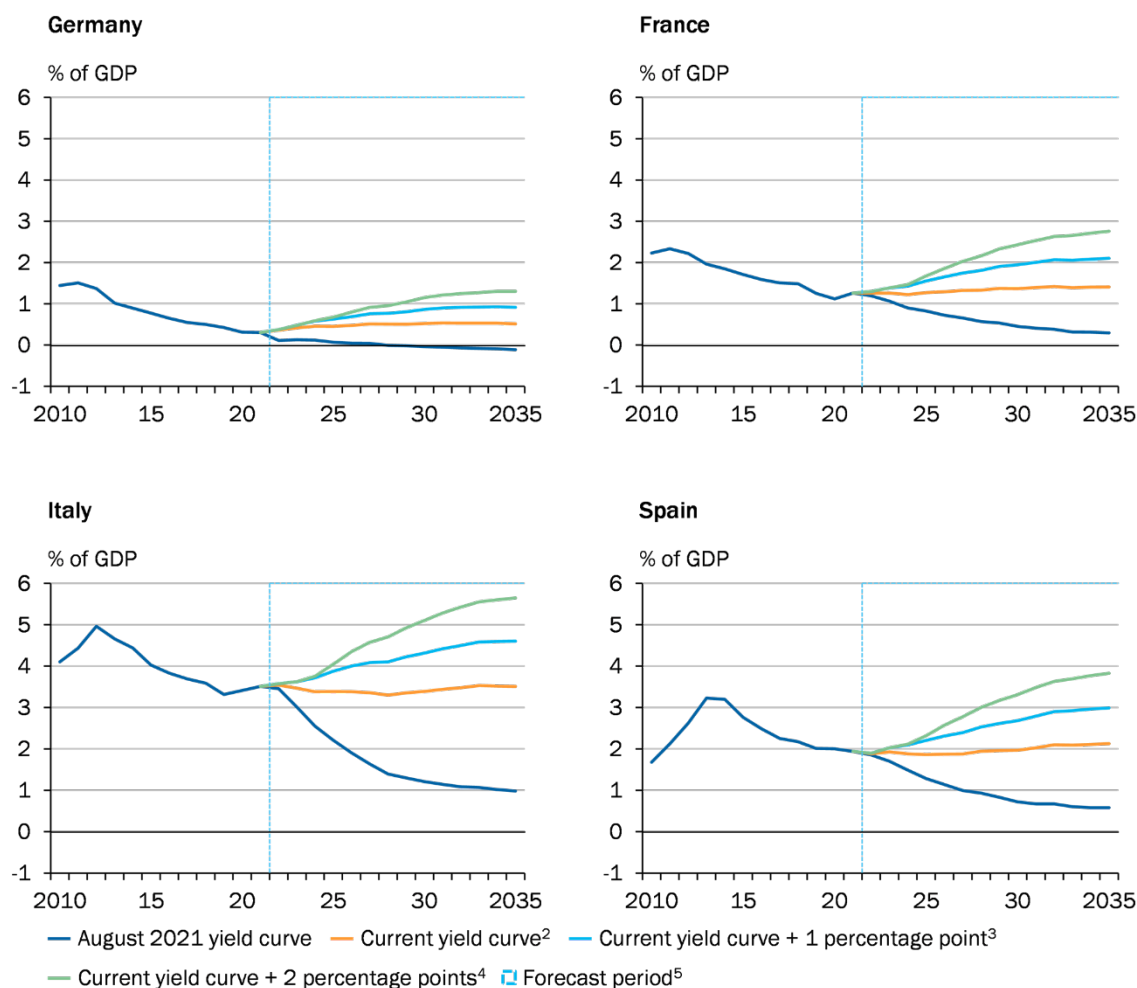 Germany
% of GDP
6
5
4
3
2
1
0
-1
2010 15 20 25 30 2035
France
% of GDP
6
5
4
3
2
1
0
-1
2010 15 20 25 30 2035
Italy
% of GDP
6
5
4
3
2
1
0
-1
2010 15 20 25 30 2035
Spain
% of GDP
6
5
4
3
2
1
0
-1
2010 15 20 25 30 2035
August 2021 yield curve Current yield curve² Current yield curve + 1 percentage point³
Current yield curve + 2 percentage points⁴ Forecast period⁵